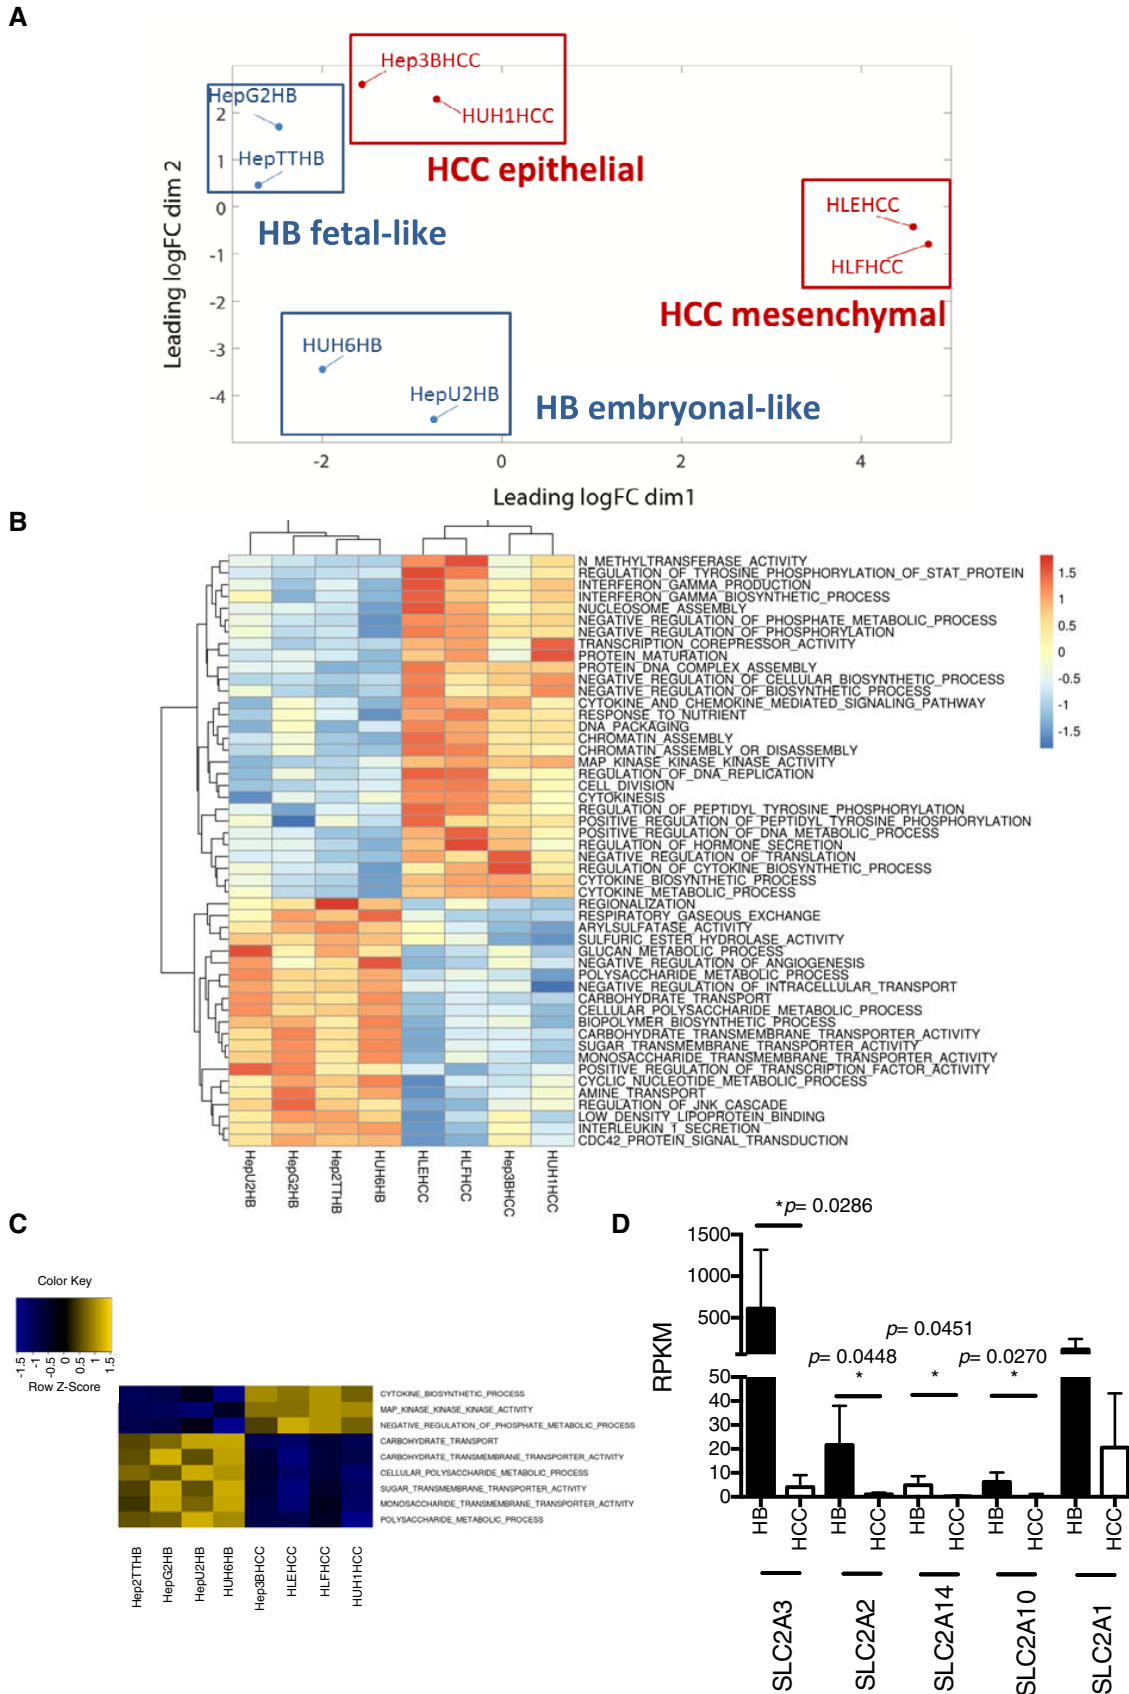 A
Hep3BHCC
HepG2HB
HUH1HCC
HepTTHB
HCC epithelial
HLEHCC
HB fetal-like
HLFHCC
HCC mesenchymal
HUH6HB
HepU2HB
HB embryonal-like
2
1
0
-1
-2
-3
-4
Leading logFC dim 2
-2
0
2
4
Leading logFC dim1
B
N_METHYLTRANSFERASE_ACTIVITY
REGULATION_OF_TYROSINE_PHOSPHORYLATION_OF_STAT_PROTEIN
INTERFERON_GAMMA_PRODUCTION
INTERFERON_GAMMA_BIOSYNTHETIC_PROCESS
NUCLEOSOME_ASSEMBLY
NEGATIVE_REGULATION_OF_PHOSPHATE_METABOLIC_PROCESS
NEGATIVE_REGULATION_OF_PHOSPHORYLATION
TRANSCRIPTION_COREPRESSOR_ACTIVITY
PROTEIN_MATURATION
PROTEIN_DNA_COMPLEX_ASSEMBLY
NEGATIVE_REGULATION_OF_CELLULAR_BIOSYNTHETIC_PROCESS
NEGATIVE_REGULATION_OF_BIOSYNTHETIC_PROCESS
CYTOKINE_AND_CHEMOKINE_MEDIATED_SIGNALING_PATHWAY
RESPONSE_TO_NUTRIENT
DNA_PACKAGING
CHROMATIN_ASSEMBLY
CHROMATIN_ASSEMBLY_OR_DISASSEMBLY
MAP_KINASE_KINASE_KINASE_ACTIVITY
REGULATION_OF_DNA_REPLICATION
CELL_DIVISION
CYTOKINESIS
REGULATION_OF_PEPTIDYL_TYROSINE_PHOSPHORYLATION
POSITIVE_REGULATION_OF_PEPTIDYL_TYROSINE_PHOSPHORYLATION
POSITIVE_REGULATION_OF_DNA_METABOLIC_PROCESS
REGULATION_OF_HORMONE_SECRETION
NEGATIVE_REGULATION_OF_TRANSLATION
REGULATION_OF_CYTOKINE_BIOSYNTHETIC_PROCESS
CYTOKINE_BIOSYNTHETIC_PROCESS
CYTOKINE_METABOLIC_PROCESS
REGIONALIZATION
RESPIRATORY_GASEOUS_EXCHANGE
ARYLSULFATASE_ACTIVITY
SULFURIC_ESTER_HYDROLASE_ACTIVITY
GLUCAN_METABOLIC_PROCESS
NEGATIVE_REGULATION_OF_ANGIOGENESIS
POLYSACCHARIDE_METABOLIC_PROCESS
NEGATIVE_REGULATION_OF_INTRACELLULAR_TRANSPORT
CARBOHYDRATE_TRANSPORT
CELLULAR_POLYSACCHARIDE_METABOLIC_PROCESS
BIOPOLYMER_BIOSYNTHETIC_PROCESS
CARBOHYDRATE_TRANSMEMBRANE_TRANSPORTER_ACTIVITY
SUGAR_TRANSMEMBRANE_TRANSPORTER_ACTIVITY
MONOSACCHARIDE_TRANSMEMBRANE_TRANSPORTER_ACTIVITY
POSITIVE_REGULATION_OF_TRANSCRIPTION_FACTOR_ACTIVITY
CYCLIC_NUCLEOTIDE_METABOLIC_PROCESS
AMINE_TRANSPORT
REGULATION_OF_JNK_CASCADE
LOW_DENSITY_LIPOPROTEIN_BINDING
INTERLEUKIN_1_SECRETION
CDC42_PROTEIN_SIGNAL_TRANSDUCTION
1.5
1
0.5
0
-0.5
-1
-1.5
HepU2HB
HepG2HB
Hep2TTHB
HUH6HB
HLEHCC
HLFHCC
Hep3BHCC
HUH1HCC
C
Color Key
-1.5
-1
-0.5
0
0.5
1
1.5
Row Z-Score
CYTOKINE_BIOSYNTHETIC_PROCESS
MAP_KINASE_KINASE_KINASE_ACTIVITY
NEGATIVE_REGULATION_OF_PHOSPHATE_METABOLIC_PROCESS
CARBOHYDRATE_TRANSPORT
CARBOHYDRATE_TRANSMEMBRANE_TRANSPORTER_ACTIVITY
CELLULAR_POLYSACCHARIDE_METABOLIC_PROCESS
SUGAR_TRANSMEMBRANE_TRANSPORTER_ACTIVITY
MONOSACCHARIDE_TRANSMEMBRANE_TRANSPORTER_ACTIVITY
POLYSACCHARIDE_METABOLIC_PROCESS
Hep2TTHB
HepG2HB
HepU2HB
HUH6HB
Hep3BHCC
HLEHCC
HLFHCC
HUH1HCC
D
*p= 0.0286
p= 0.0451
p= 0.0448
p= 0.0270
*
*
*
1500
1000
500
50
40
30
20
10
0
RPKM
HB
HCC
HB
HCC
HB
HCC
HB
HCC
HB
HCC
SLC2A3
SLC2A2
SLC2A14
SLC2A10
SLC2A1